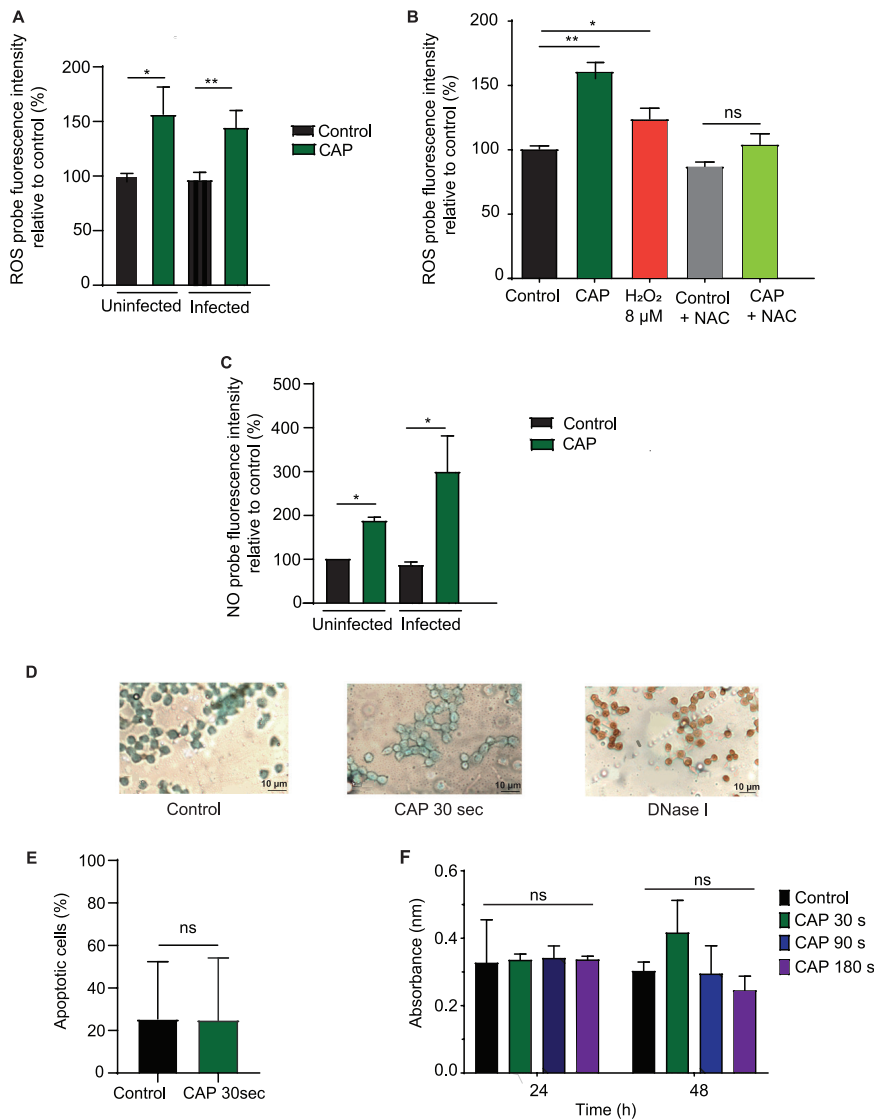 A
ROS probe fluorescence intensity
relative to control (%)
200
150
100
50
0
*
**
Uninfected
Infected
Control
CAP
B
ROS probe fluorescence intensity
relative to control (%)
200
150
100
50
0
*
**
ns
Control
CAP
H₂O₂
8 µM
Control
+ NAC
CAP
+ NAC
C
NO probe fluorescence intensity
relative to control (%)
500
400
300
200
100
0
*
*
Uninfected
Infected
Control
CAP
D
10 µm
10 µm
10 µm
Control
CAP 30 sec
DNase I
E
Apoptotic cells (%)
100
80
60
40
20
0
ns
Control
CAP 30sec
F
Absorbance (nm)
0.6
0.4
0.2
0.0
ns
ns
24
48
Time (h)
Control
CAP 30 s
CAP 90 s
CAP 180 s